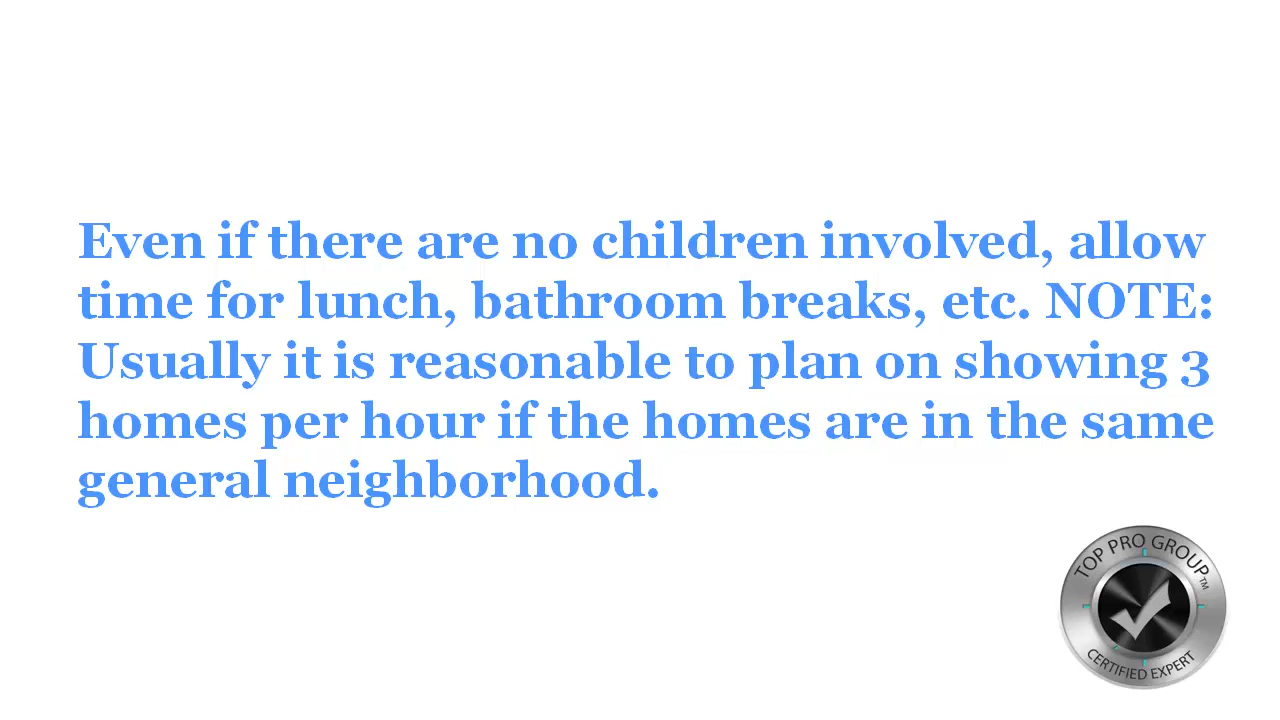 Even if there are no children involved, allow
time for lunch, bathroom breaks, etc. NOTE:
Usually it is reasonable to plan on showing 3
homes per hour if the homes are in the same
general neighborhood.
TOP PRO GROUP™
CERTIFIED EXPERT